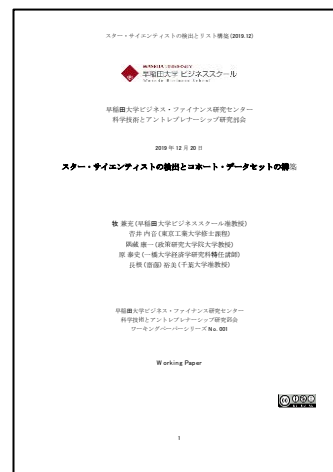 スター・サイエンティストの検出とリスト構築(2019.12)
WASEDA UNIVERSITY
早稲田大学 ビジネススクール
Waseda Business School
早稲田大学ビジネス・ファイナンス研究センター
科学技術とアントレプレナーシップ研究部会
2019 年 12 月 20 日
スター・サイエンティストの検出とコホート・データセットの構築
牧 兼充(早稲田大学ビジネススクール准教授)
菅井 内音(東京工業大学修士課程)
隅藏 康一(政策研究大学院大学教授)
原 泰史(一橋大学経済学研究科特任講師)
長根(齋藤) 裕美(千葉大学准教授)
早稲田大学ビジネス・ファイナンス研究センター
科学技術とアントレプレナーシップ研究部会
ワーキングペーパーシリーズ No. 001
Working Paper
1